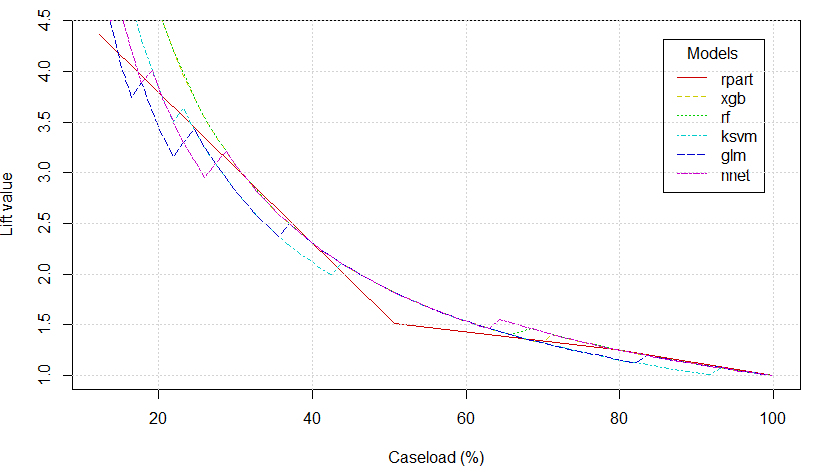 4.5
4.0
3.5
3.0
2.5
2.0
1.5
1.0
Lift value
20 40 60 80 100
Caseload (%)
Models
rpart
xgb
rf
ksvm
glm
nnet